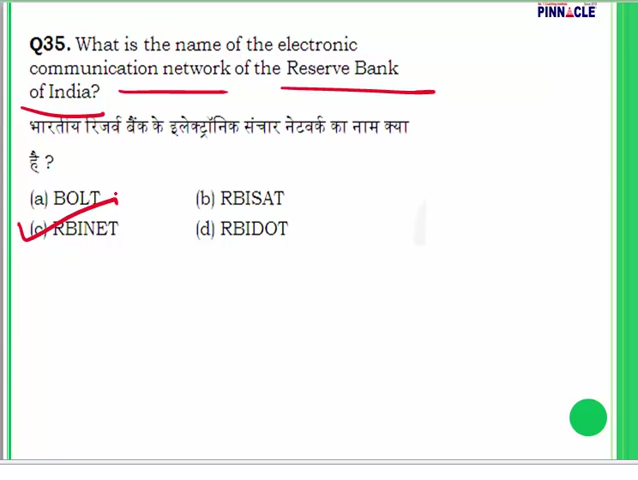 PINNACLE
Q35. What is the name of the electronic
communication network of the Reserve Bank
of India?
भारतीय रिजर्व बैंक के इलेक्ट्रॉनिक संचार नेटवर्क का नाम क्या
है ?
(a) BOLT (b) RBISAT
(c) RBINET (d) RBIDOT